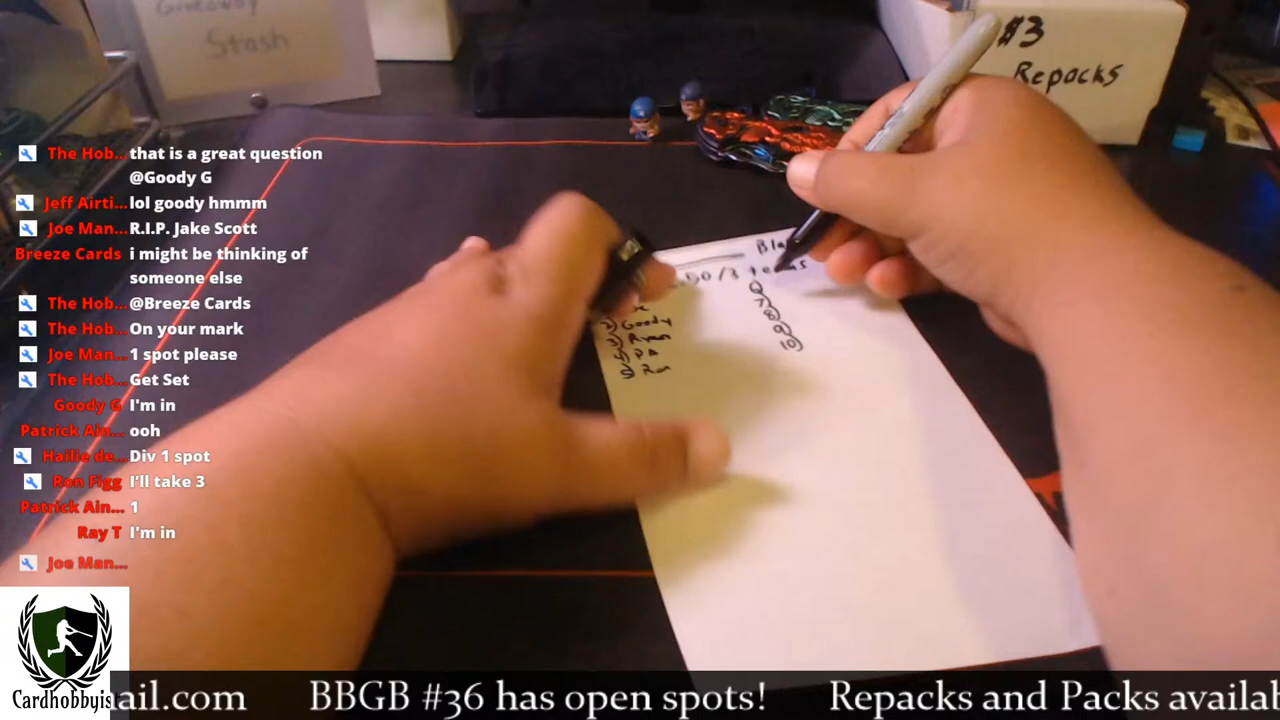 Giveaway
Stash
$3
Repacks
The Hob... that is a great question
@Goody G
Jeff Airti... lol goody hmmm
Joe Man... R.I.P. Jake Scott
Breeze Cards i might be thinking of
someone else
The Hob... @Breeze Cards
The Hob... On your mark
Joe Man... 1 spot please
The Hob... Get Set
Goody G I'm in
Patrick Ain... ooh
Hailie de... Div 1 spot
Ron Figg I'll take 3
Patrick Ain... 1
Ray T I'm in
Joe Man...
50/3 teams
Goody
10
Cardhobbyis
ail.com BBGB #36 has open spots! Repacks and Packs availab